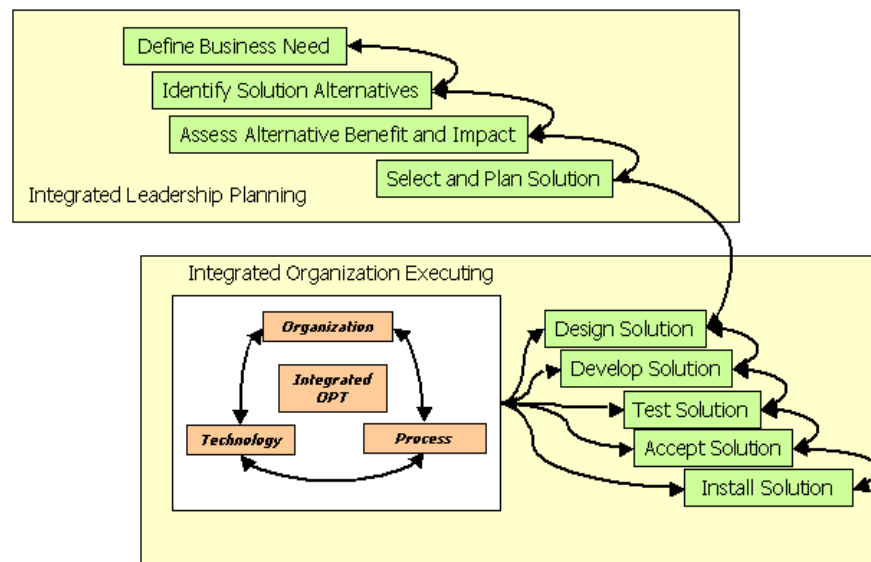 Define Business Need
Identify Solution Alternatives
Assess Alternative Benefit and Impact
Select and Plan Solution
Integrated Leadership Planning
Integrated Organization Executing
Organization
Integrated
OPT
Technology
Process
Design Solution
Develop Solution
Test Solution
Accept Solution
Install Solution